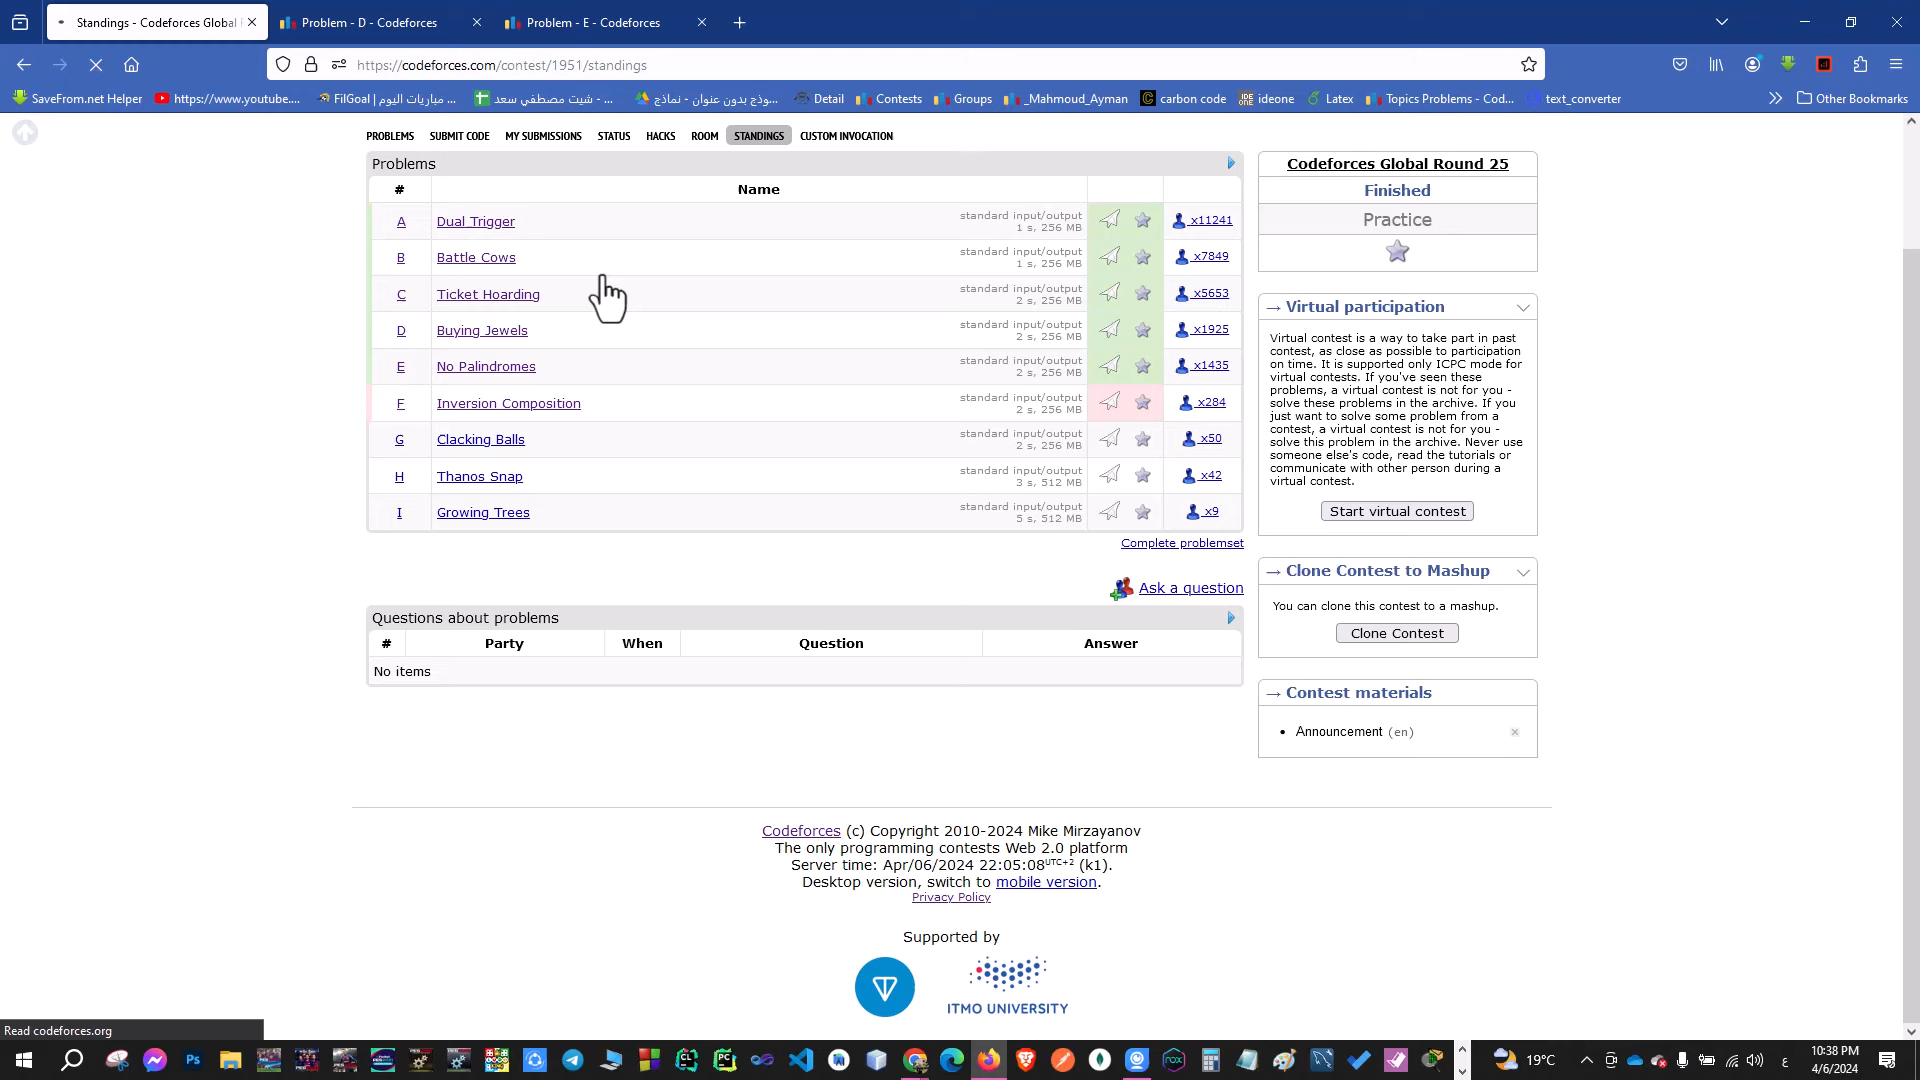 Standings - Codeforces Global
Problem - D - Codeforces
Problem - E - Codeforces
https://codeforces.com/contest/1951/standings
SaveFrom.net Helper
https://www.youtube....
FilGoal | مباريات اليوم ...
شيت مصطفي سعد - ...
نموذج بدون عنوان - نماذج...
Detail
Contests
Groups
_Mahmoud_Ayman
carbon code
ideone
Latex
Topics Problems - Cod...
text_converter
Other Bookmarks
PROBLEMS SUBMIT CODE MY SUBMISSIONS STATUS HACKS ROOM STANDINGS CUSTOM INVOCATION
Problems
# Name
A Dual Trigger standard input/output 1 s, 256 MB x11241
B Battle Cows standard input/output 1 s, 256 MB x7849
C Ticket Hoarding standard input/output 2 s, 256 MB x5653
D Buying Jewels standard input/output 2 s, 256 MB x1925
E No Palindromes standard input/output 2 s, 256 MB x1435
F Inversion Composition standard input/output 2 s, 256 MB x284
G Clacking Balls standard input/output 2 s, 256 MB x50
H Thanos Snap standard input/output 3 s, 512 MB x42
I Growing Trees standard input/output 5 s, 512 MB x9
Complete problemset
Ask a question
Questions about problems
# Party When Question Answer
No items
Codeforces Global Round 25
Finished
Practice
→ Virtual participation
Virtual contest is a way to take part in past
contest, as close as possible to participation
on time. It is supported only ICPC mode for
virtual contests. If you've seen these
problems, a virtual contest is not for you -
solve these problems in the archive. If you
just want to solve some problem from a
contest, a virtual contest is not for you -
solve this problem in the archive. Never use
someone else's code, read the tutorials or
communicate with other person during a
virtual contest.
Start virtual contest
→ Clone Contest to Mashup
You can clone this contest to a mashup.
Clone Contest
→ Contest materials
Announcement (en)
Codeforces (c) Copyright 2010-2024 Mike Mirzayanov
The only programming contests Web 2.0 platform
Server time: Apr/06/2024 22:05:08 UTC+2 (k1).
Desktop version, switch to mobile version.
Privacy Policy
Supported by
ITMO UNIVERSITY
Read codeforces.org
19°C
ع
10:38 PM
4/6/2024